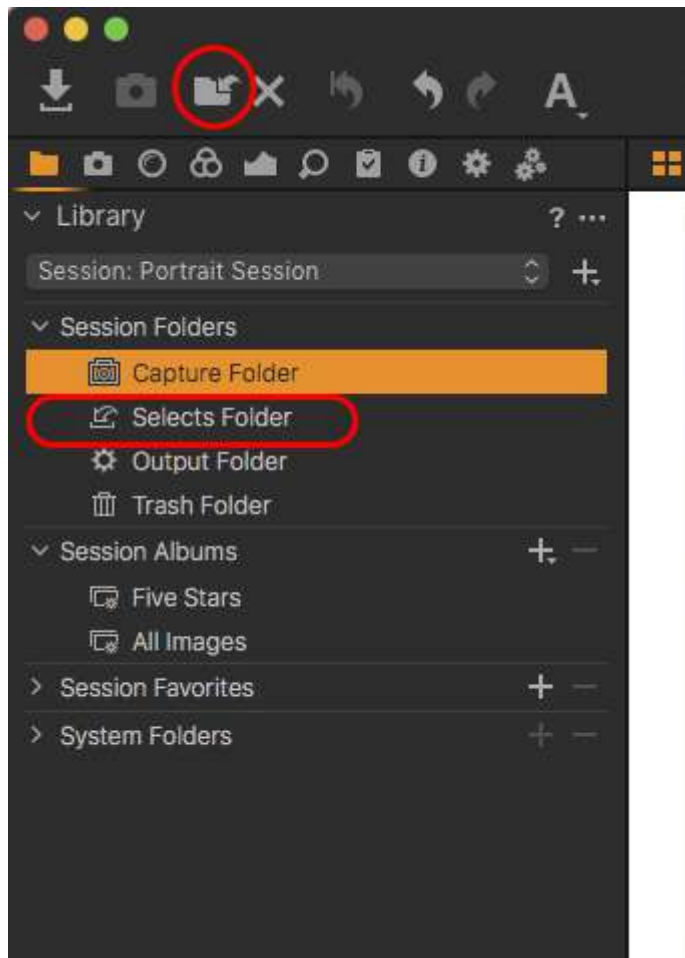 A
Library
? ...
Session: Portrait Session
Session Folders
Capture Folder
Selects Folder
Output Folder
Trash Folder
Session Albums
Five Stars
All Images
Session Favorites
System Folders